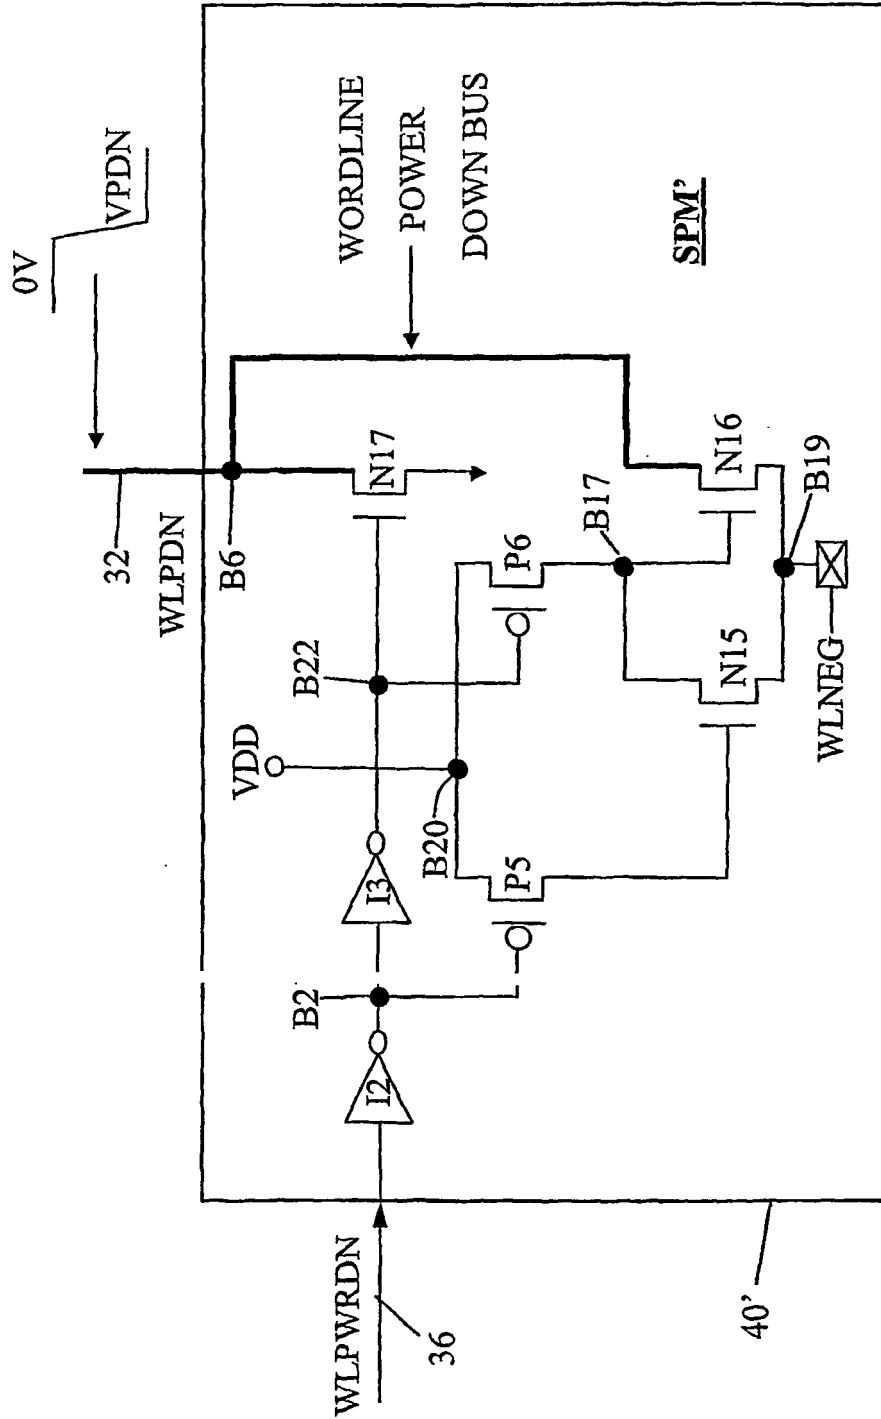 0V
VPDN
32
WLPDN
B6
WORDLINE
POWER
DOWN BUS
N17
SPM'
B22
VDD
B20
I3
B2
I2
WLPWRDN
36
P5
P6
B17
N16
N15
B19
WLNEG
40'